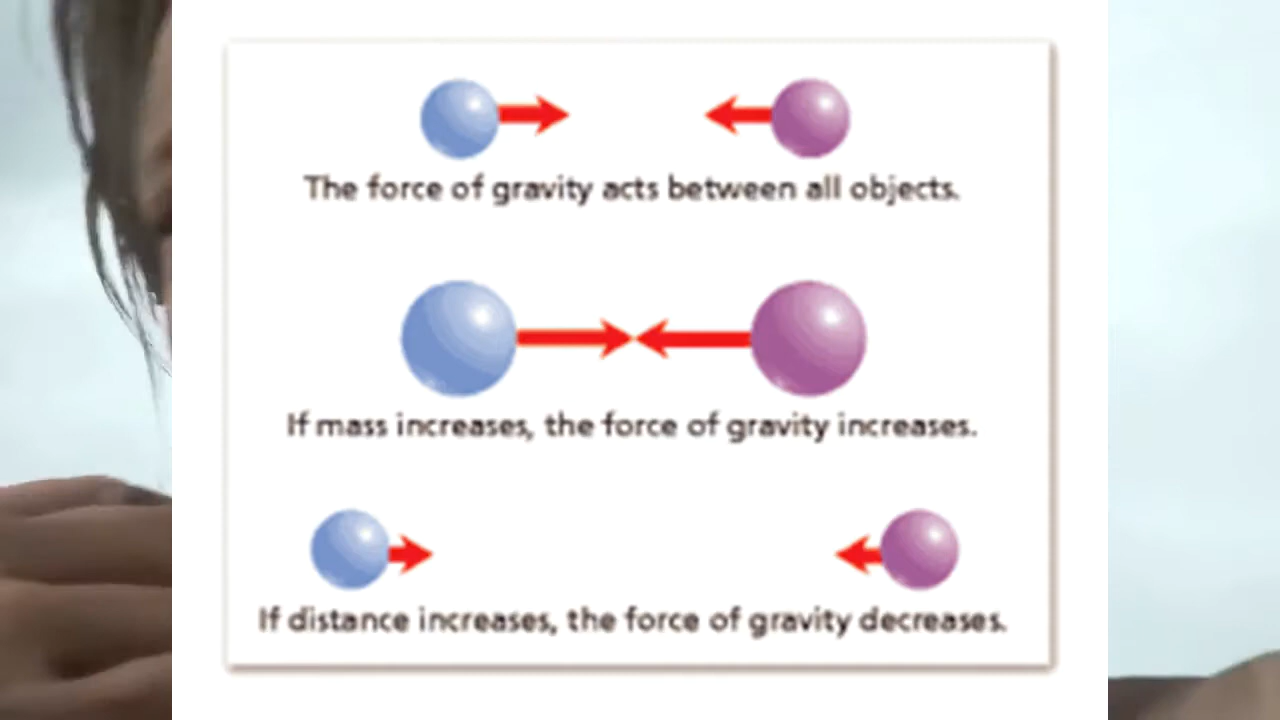 The force of gravity acts between all objects.
If mass increases, the force of gravity increases.
If distance increases, the force of gravity decreases.